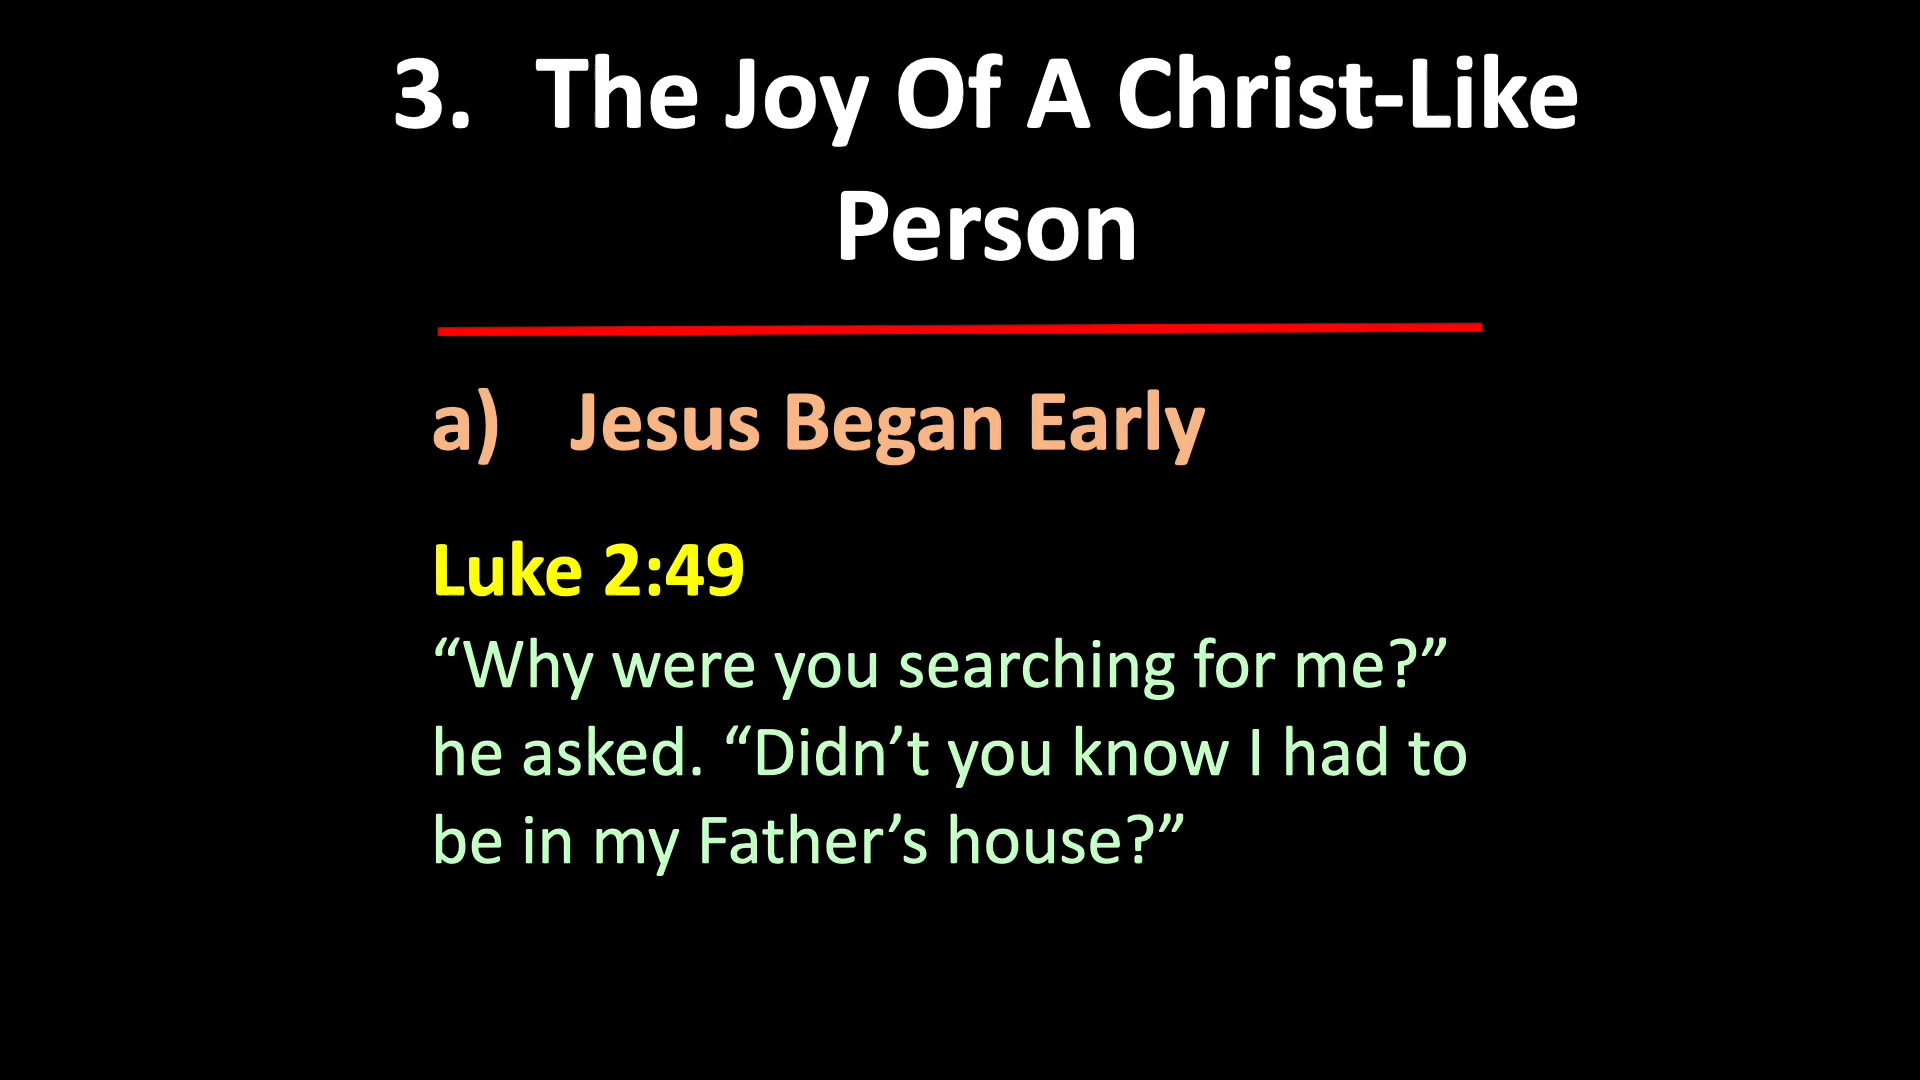 3. The Joy Of A Christ-Like
Person
a) Jesus Began Early
Luke 2:49
“Why were you searching for me?”
he asked. “Didn’t you know I had to
be in my Father’s house?”